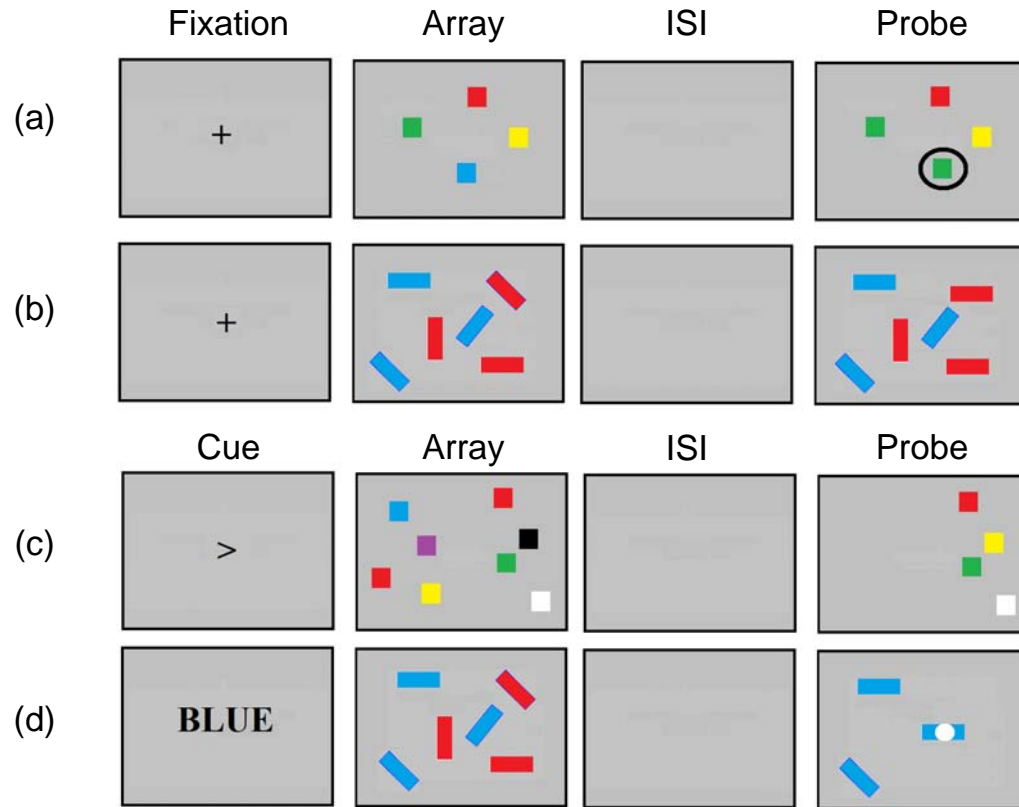 Fixation Array ISI Probe
(a) +
(b) +
Cue Array ISI Probe
(c) >
(d) BLUE